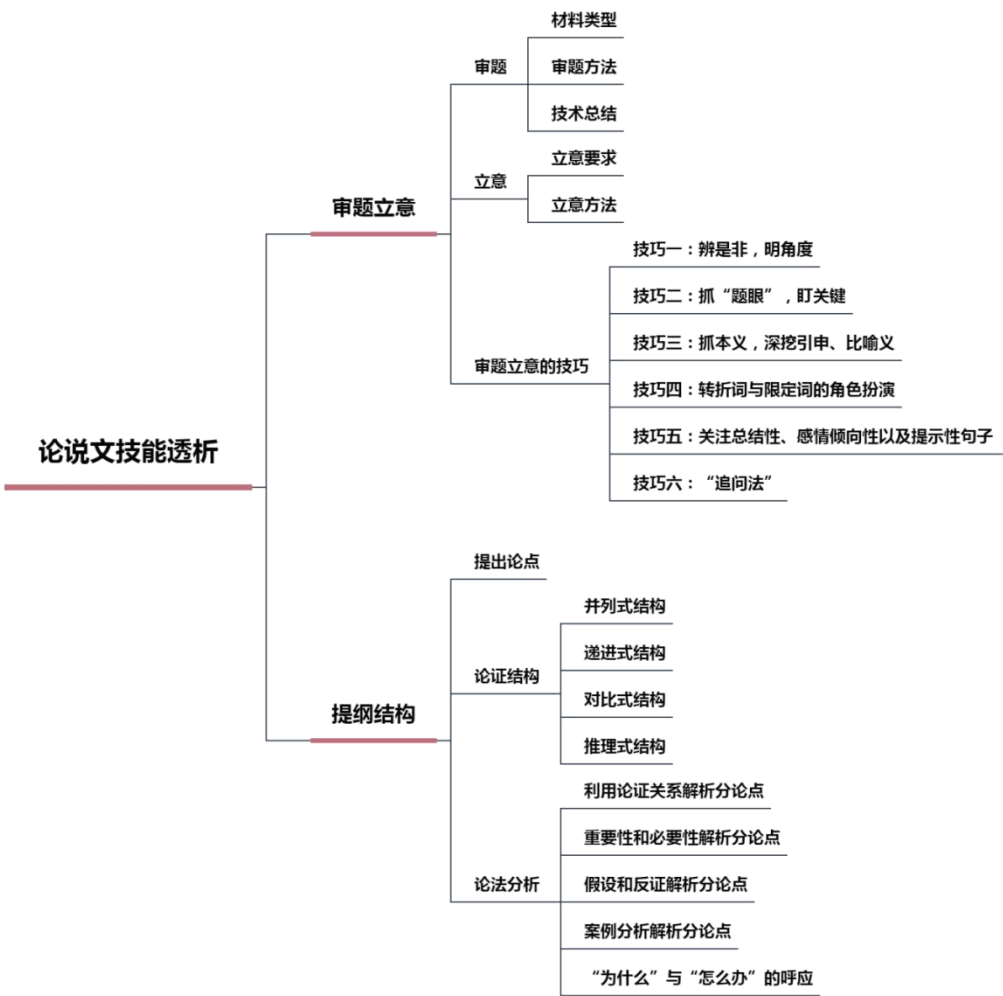 论说文技能透析
审题立意
审题
材料类型
审题方法
技术总结
立意
立意要求
立意方法
审题立意的技巧
技巧一：辨是非，明角度
技巧二：抓“题眼”，盯关键
技巧三：抓本义，深挖引申、比喻义
技巧四：转折词与限定词的角色扮演
技巧五：关注总结性、感情倾向性以及提示性句子
技巧六：“追问法”
提纲结构
提出论点
论证结构
并列式结构
递进式结构
对比式结构
推理式结构
论法分析
利用论证关系解析分论点
重要性和必要性解析分论点
假设和反证解析分论点
案例分析解析分论点
“为什么”与“怎么办”的呼应